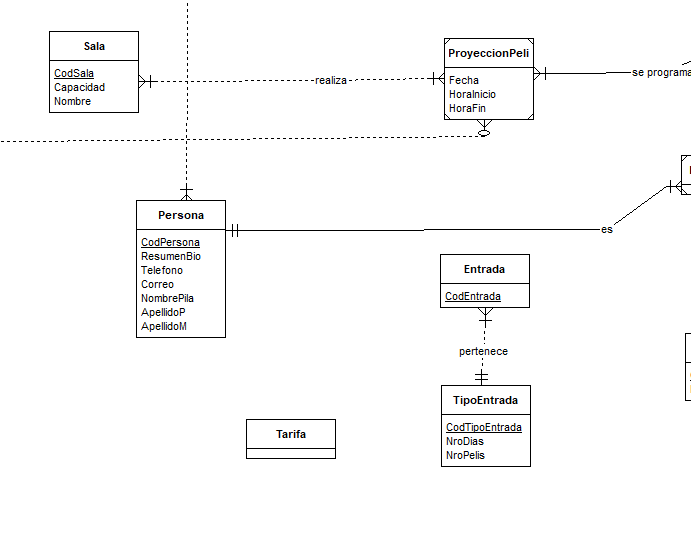 Sala
CodSala
Capacidad
Nombre
realiza
ProyeccionPeli
Fecha
HoraInicio
HoraFin
se programa
Persona
CodPersona
ResumenBio
Telefono
Correo
NombrePila
ApellidoP
ApellidoM
es
Entrada
CodEntrada
pertenece
TipoEntrada
CodTipoEntrada
NroDias
NroPelis
Tarifa